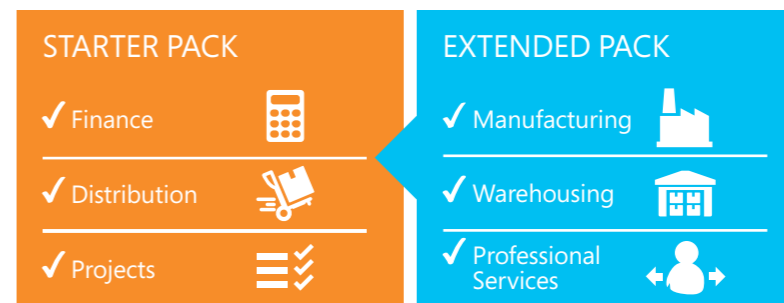 STARTER PACK
Finance
Distribution
Projects
EXTENDED PACK
Manufacturing
Warehousing
Professional
Services